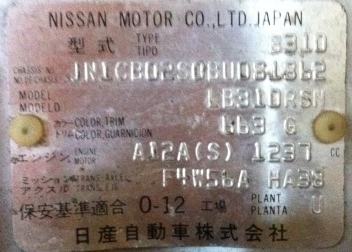 NISSAN MOTOR CO.,LTD.JAPAN
型式 TYPE TIPO B310
CHASSIS NO. JN1CB02S0BU081862
MODEL MODELO LB310RSN
カラー COLOR,TRIM
トリム COLOR,GUARNICION 463 G
エンジン ENGINE MOTOR A12A(S) 1237 CC
ミッション TRANS.-AXLE
アクスル TRANS.EJE F4W56A HA38
保安基準適合 0-12 工場 PLANT PLANTA U
日産自動車株式会社